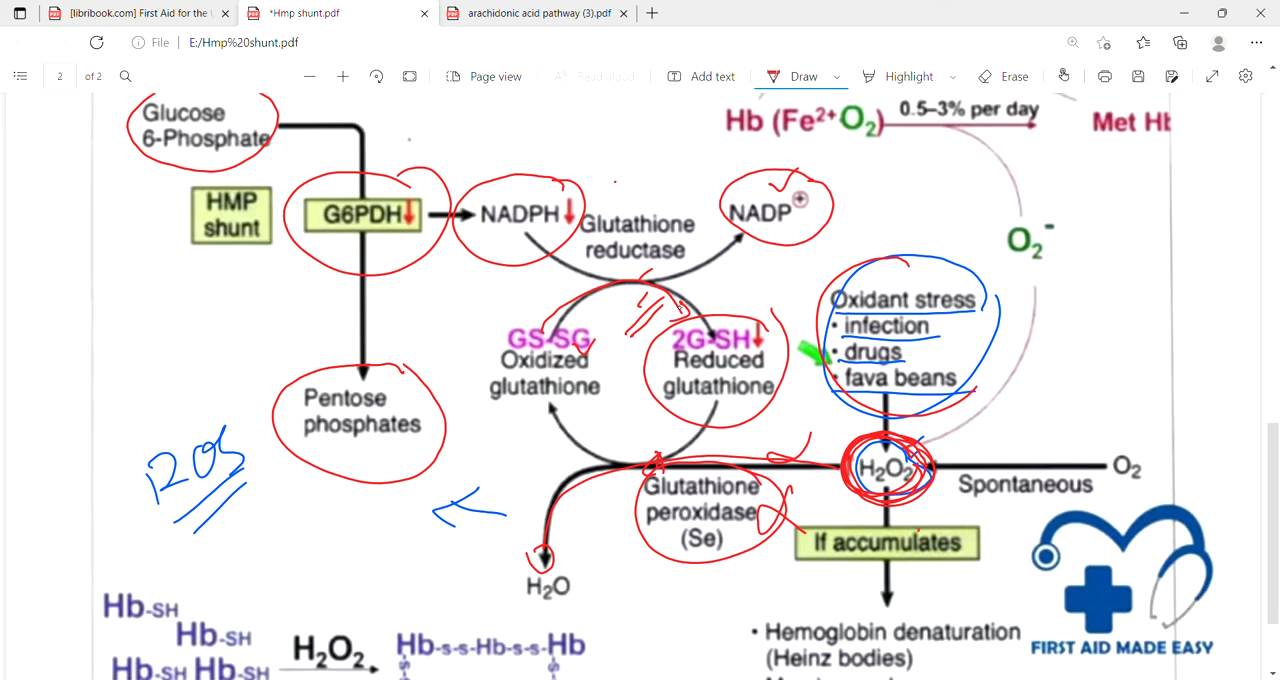 [libribook.com] First Aid for the
*Hmp shunt.pdf
arachidonic acid pathway (3).pdf
File
E:/Hmp%20shunt.pdf
2
of 2
Page view
Read aloud
Add text
Draw
Highlight
Erase
Glucose
6-Phosphate
HMP
shunt
G6PDH↓
NADPH↓
Glutathione
reductase
NADP⊕
Hb (Fe²⁺O₂)
0.5–3% per day
Met Hb
O₂⁻
GS-SG
Oxidized
glutathione
2G-SH↓
Reduced
glutathione
Oxidant stress
• infection
• drugs
• fava beans
Pentose
phosphates
ROS
H₂O₂
Spontaneous
O₂
Glutathione
peroxidase
(Se)
If accumulates
H₂O
• Hemoglobin denaturation
(Heinz bodies)
Hb-SH
Hb-SH
Hb-SH Hb-SH
H₂O₂
Hb-s-s-Hb-s-s-Hb
FIRST AID MADE EASY